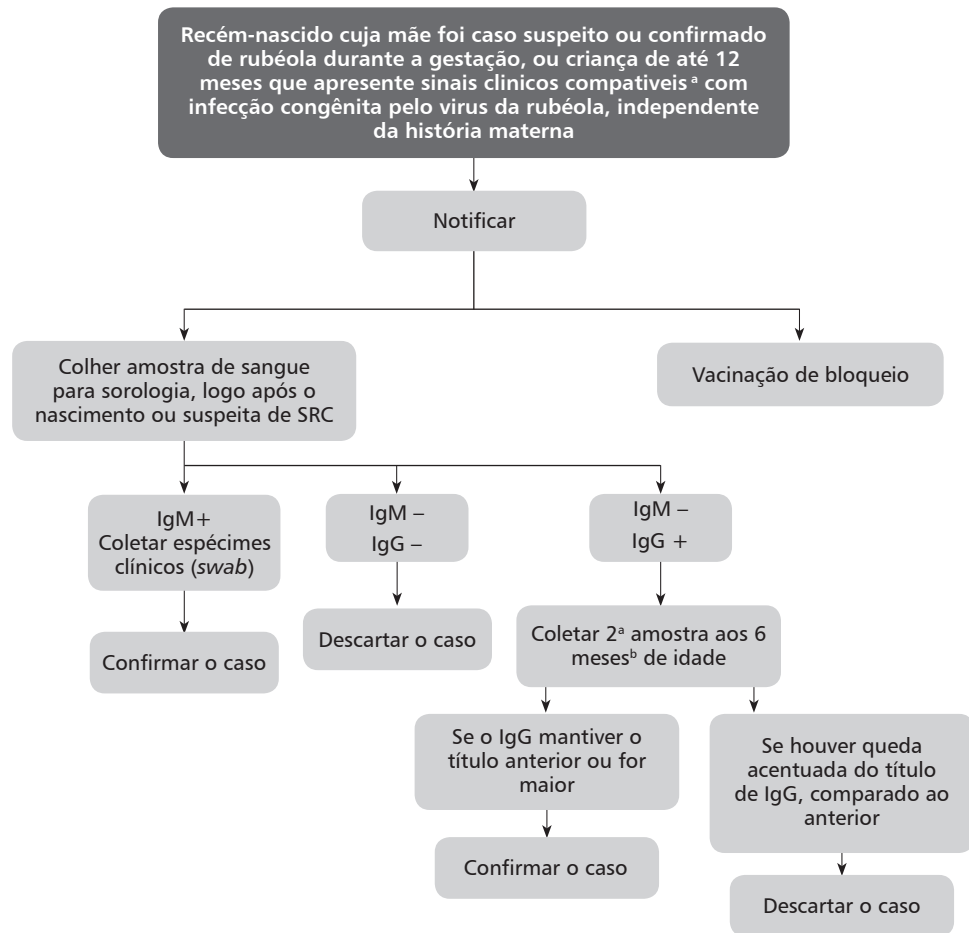 Recém-nascido cuja mãe foi caso suspeito ou confirmado
de rubéola durante a gestação, ou criança de até 12
meses que apresente sinais clinicos compativeis ª com
infecção congênita pelo virus da rubéola, independente
da história materna
Notificar
Colher amostra de sangue
para sorologia, logo após o
nascimento ou suspeita de SRC
Vacinação de bloqueio
IgM+
Coletar espécimes
clínicos (swab)
IgM –
IgG –
IgM –
IgG +
Confirmar o caso
Descartar o caso
Coletar 2ª amostra aos 6
mesesᵇ de idade
Se o IgG mantiver o
título anterior ou for
maior
Se houver queda
acentuada do título
de IgG, comparado ao
anterior
Confirmar o caso
Descartar o caso